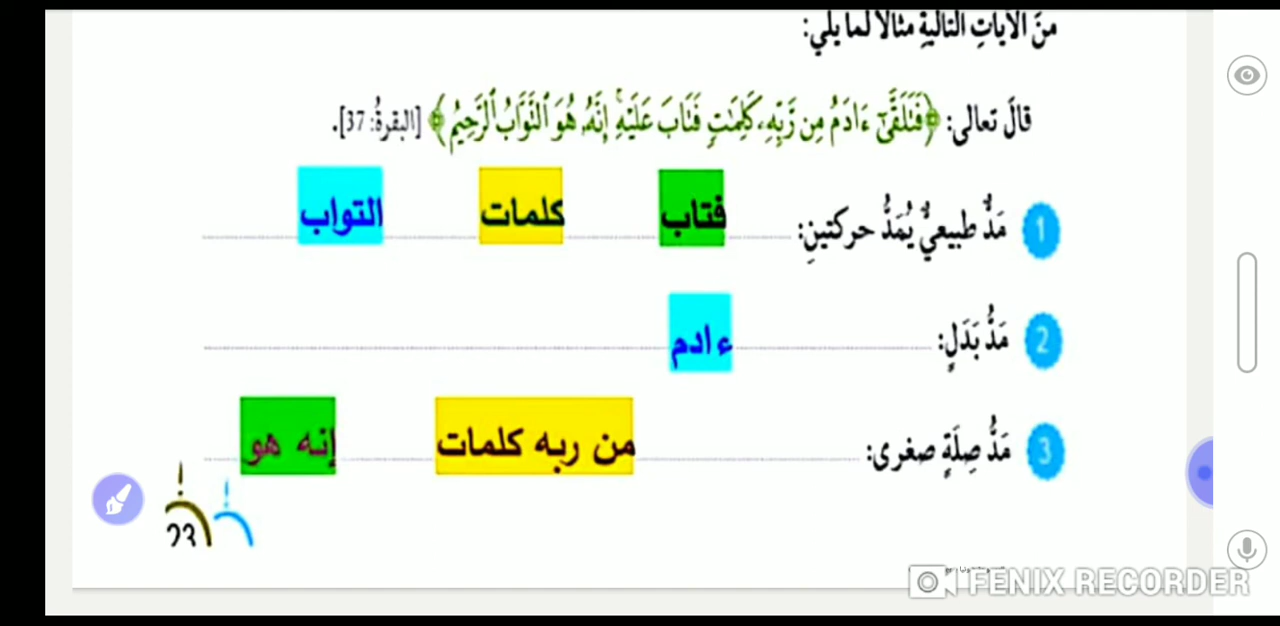 منَ الآياتِ التاليةِ مثالًا لما يلي:
قالَ تعالى: ﴿فَتَلَقَّىٰٓ ءَادَمُ مِن رَّبِّهِۦ كَلِمَٰتٖ فَتَابَ عَلَيۡهِۚ إِنَّهُۥ هُوَ ٱلتَّوَّابُ ٱلرَّحِيمُ﴾ [البقرةُ: 37].
1 مَدٌّ طبيعيٌّ يُمَدُّ حركتينِ: فتاب كلمات التواب
2 مَدُّ بَدَلٍ: ءادم
3 مَدُّ صِلَةٍ صغرى: من ربه كلمات إنه هو
FENIX RECORDER